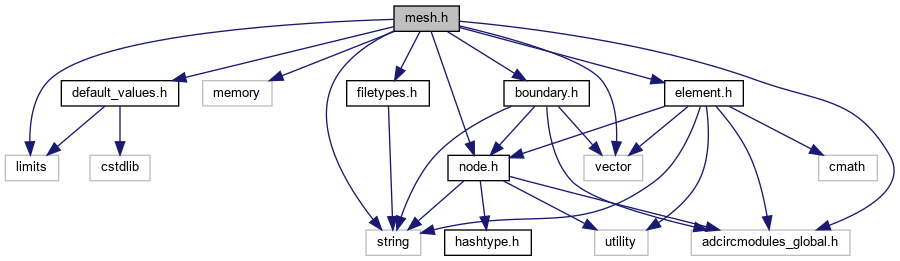 mesh.h
default_values.h
memory
filetypes.h
boundary.h
element.h
limits
cstdlib
node.h
vector
cmath
string
hashtype.h
utility
adcircmodules_global.h